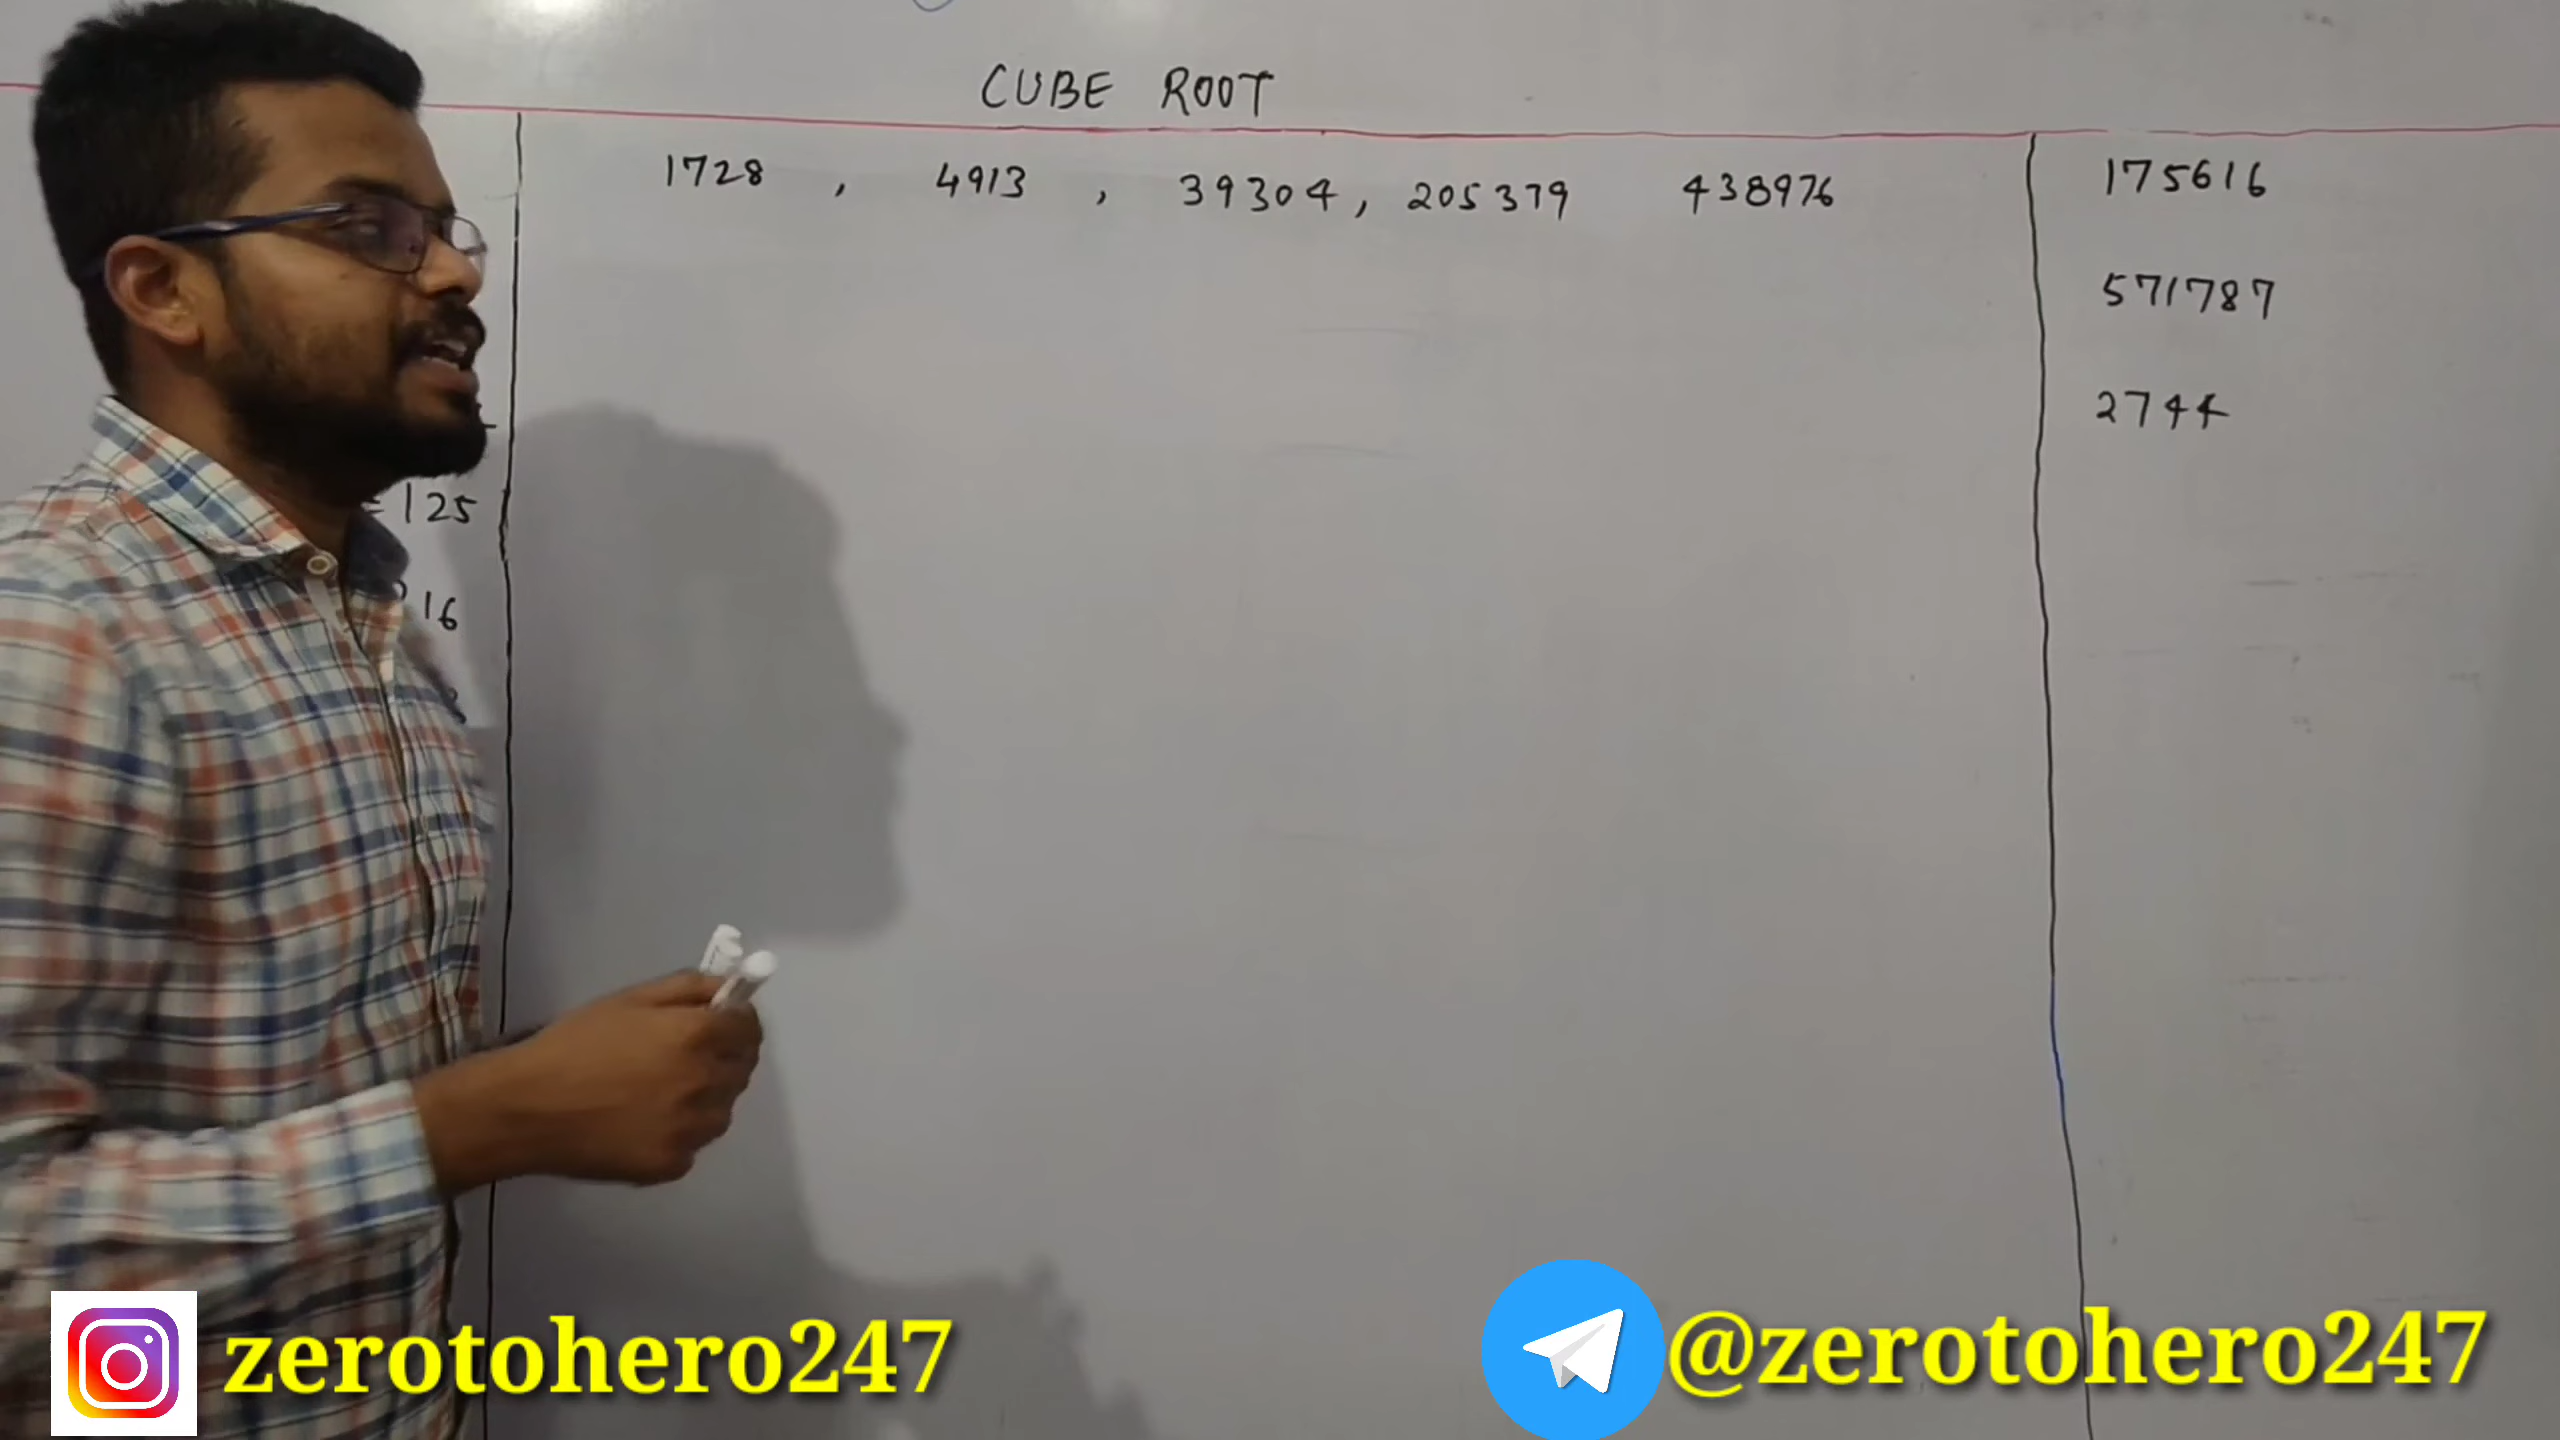 CUBE ROOT
1728 , 4913 , 39304, 205379 438976
175616
571787
2744
= 125
16
zerotohero247
@zerotohero247